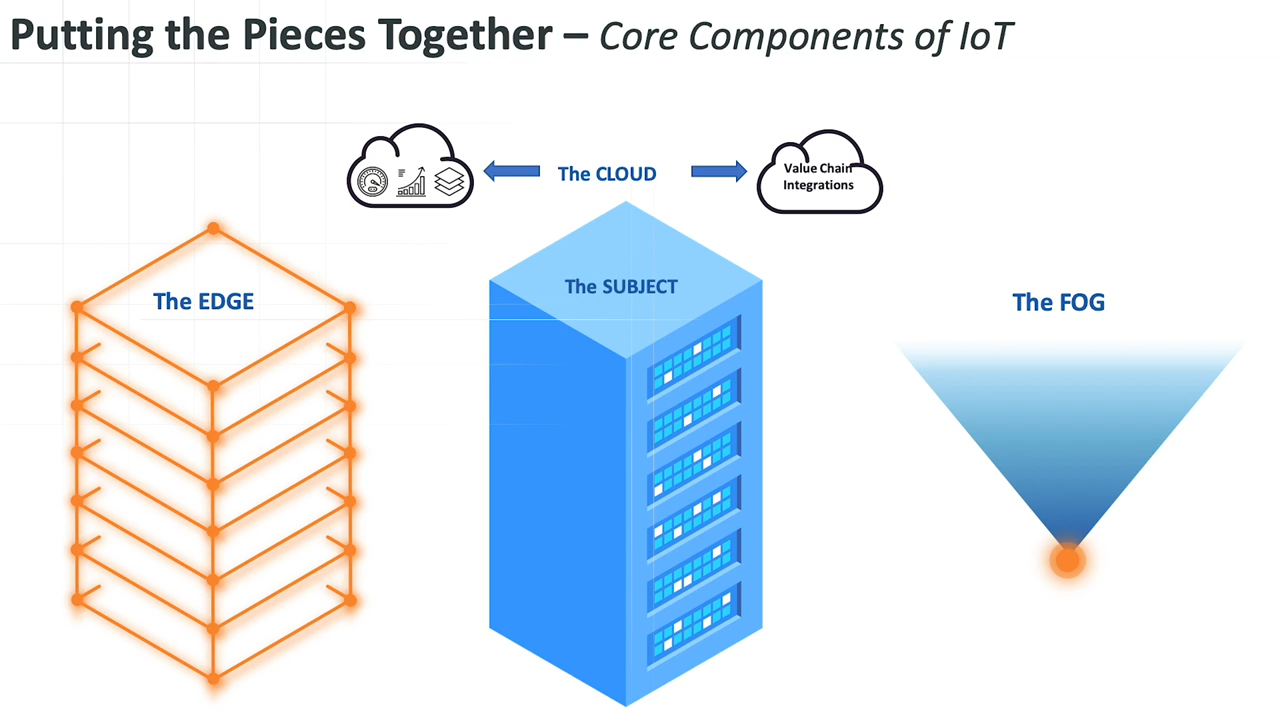 Putting the Pieces Together – Core Components of IoT
The CLOUD
Value Chain
Integrations
The EDGE
The SUBJECT
The FOG